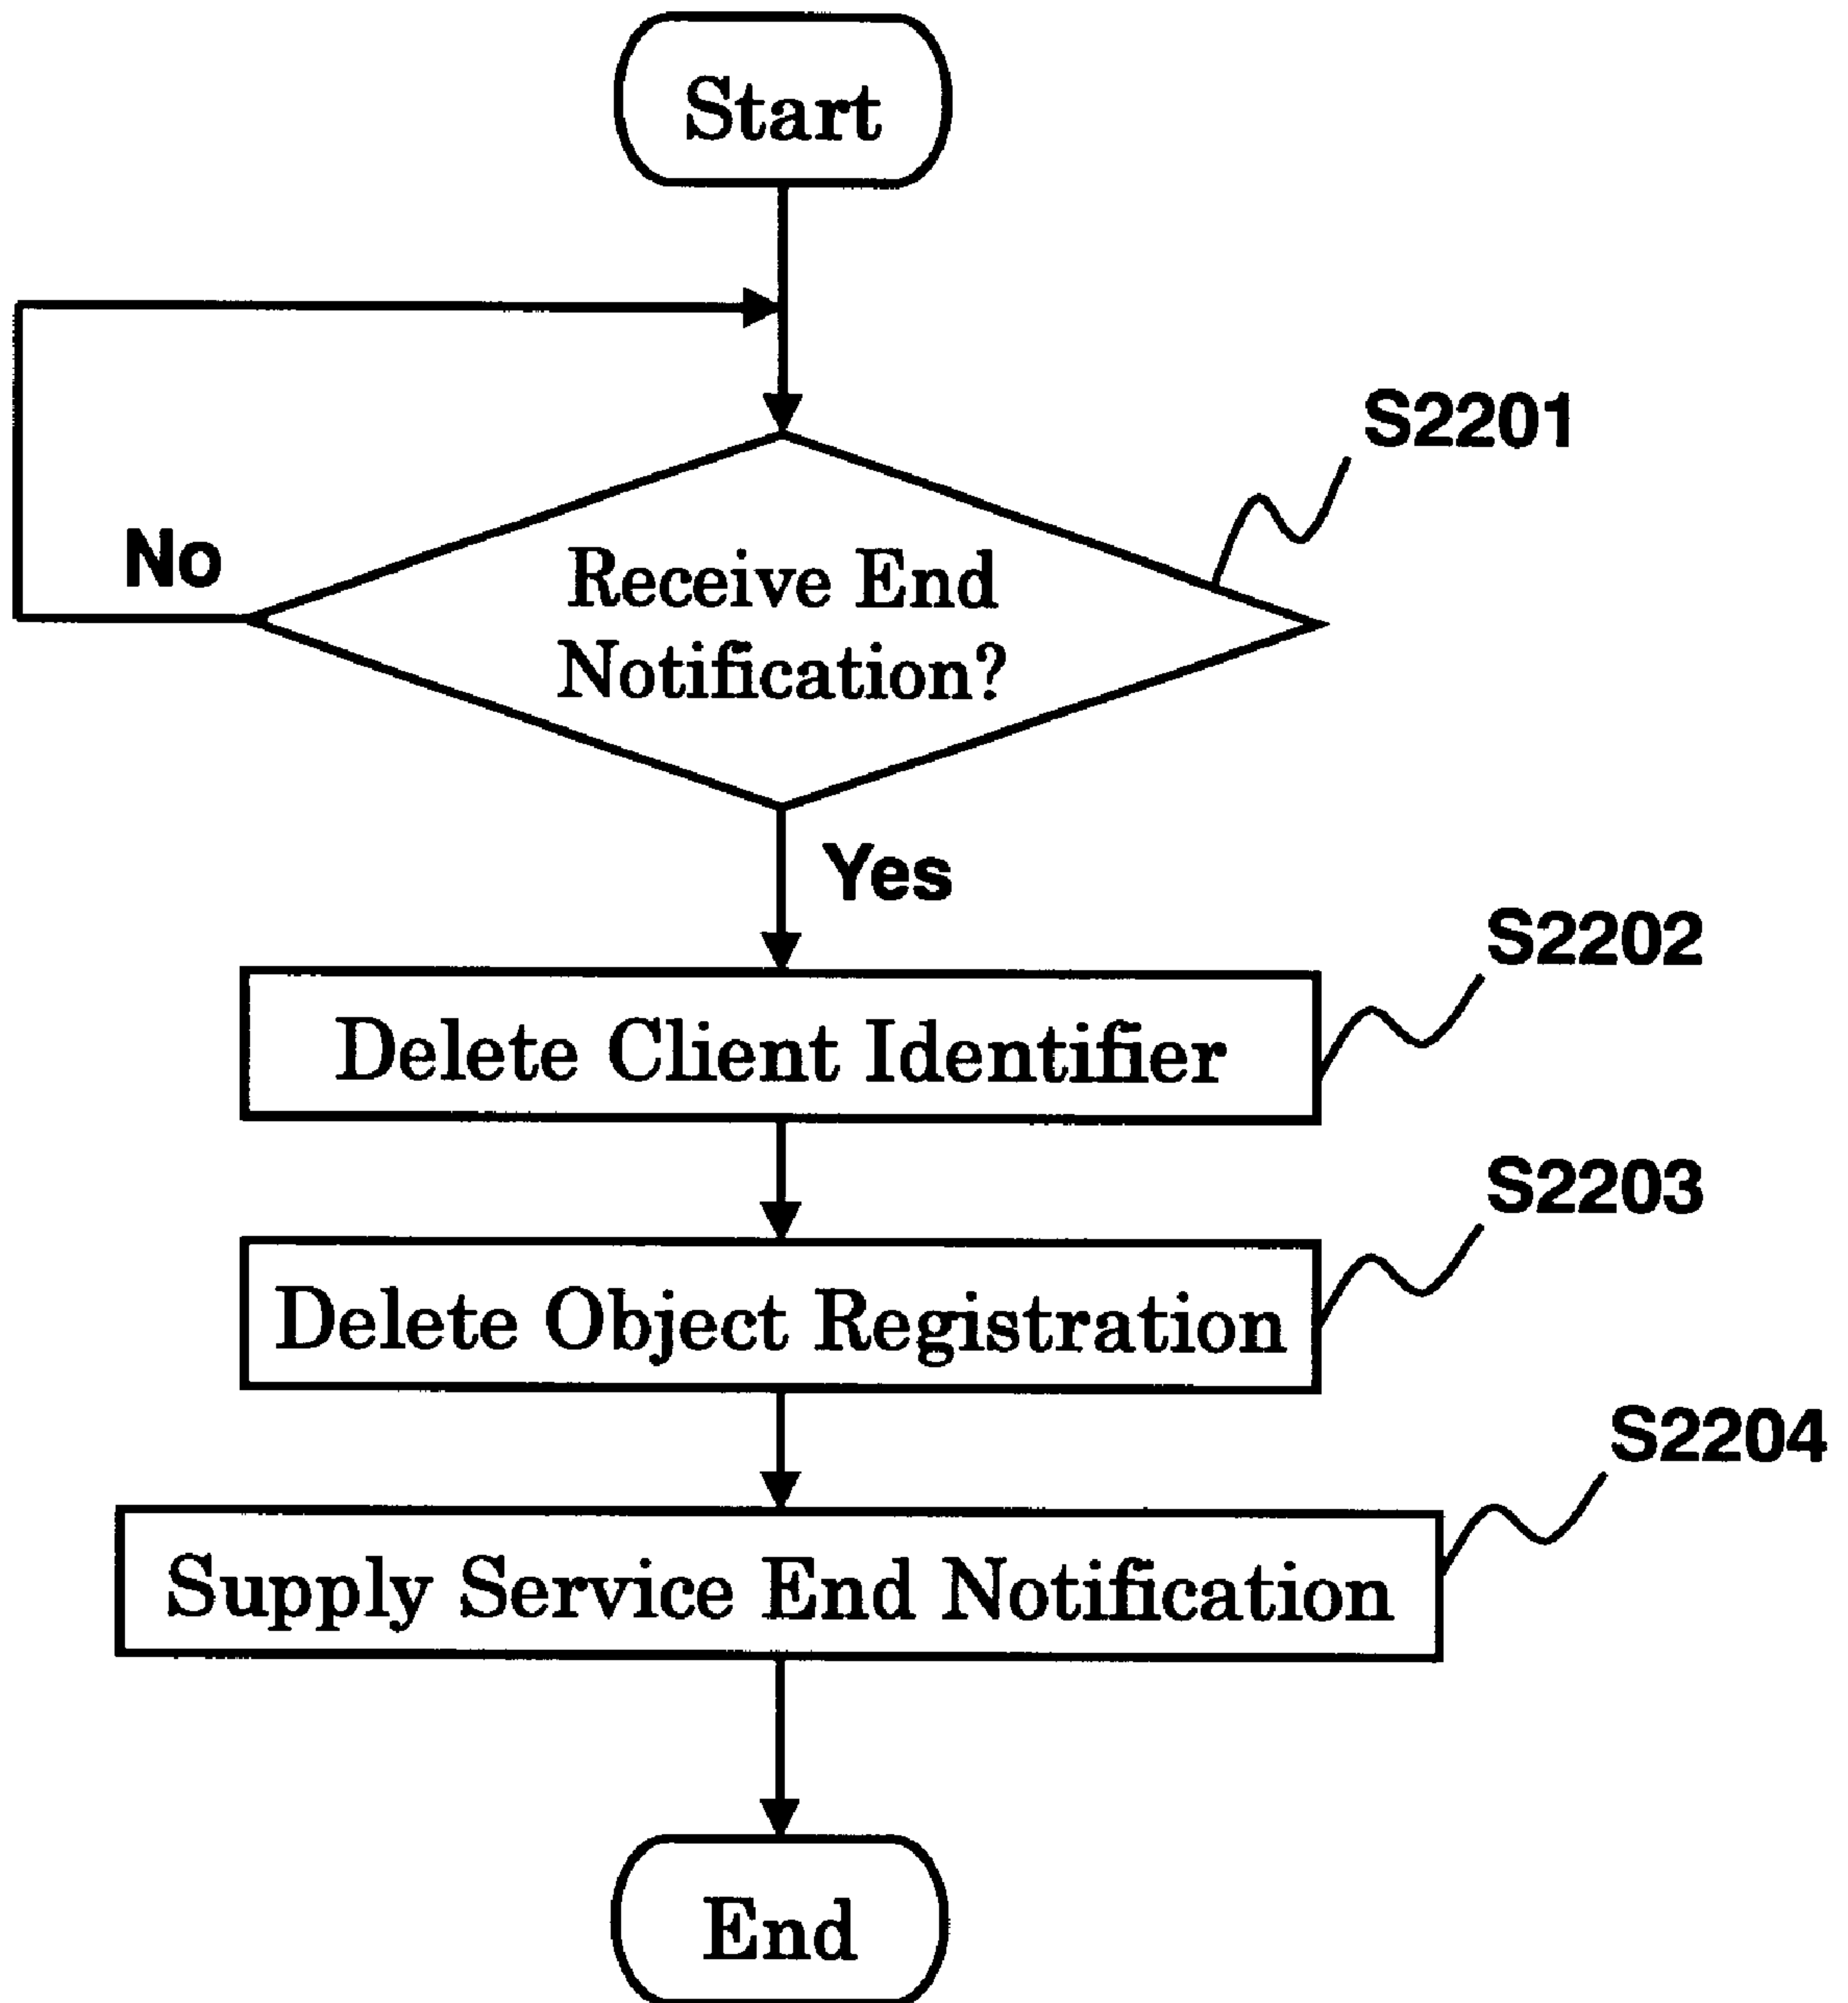 Start
S2201
No
Receive End
Notification?
Yes
S2202
Delete Client Identifier
S2203
Delete Object Registration
S2204
Supply Service End Notification
End